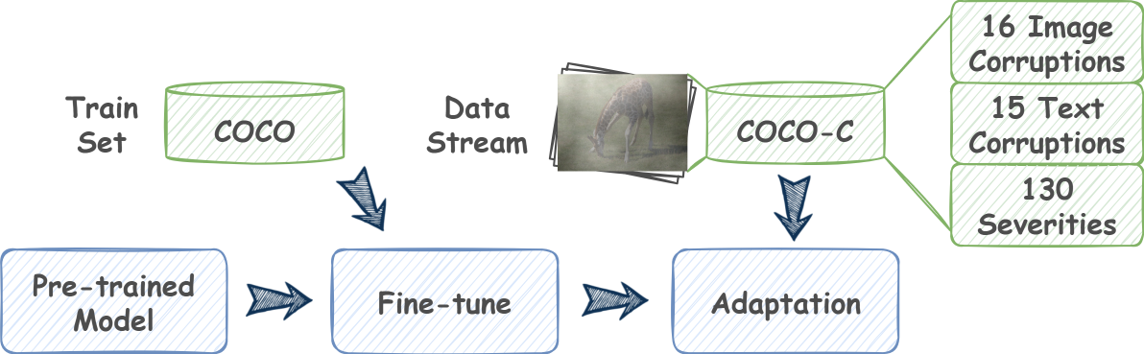 Train
Set
COCO
Data
Stream
COCO-C
16 Image
Corruptions
15 Text
Corruptions
130
Severities
Pre-trained
Model
Fine-tune
Adaptation